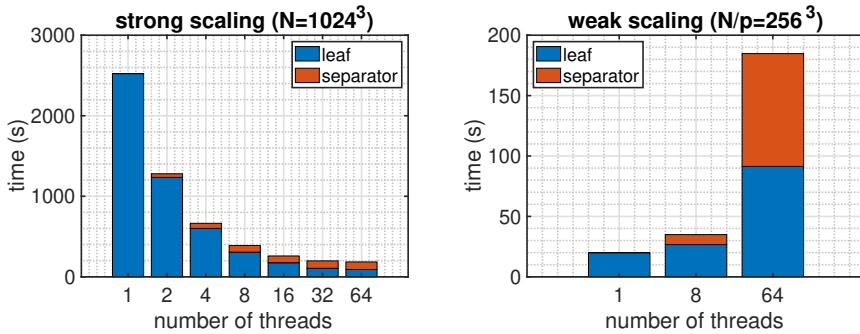 strong scaling (N=1024³)
3000
2000
1000
0
time (s)
leaf
separator
1 2 4 8 16 32 64
number of threads
weak scaling (N/p=256³)
200
150
100
50
0
time (s)
leaf
separator
1 8 64
number of threads